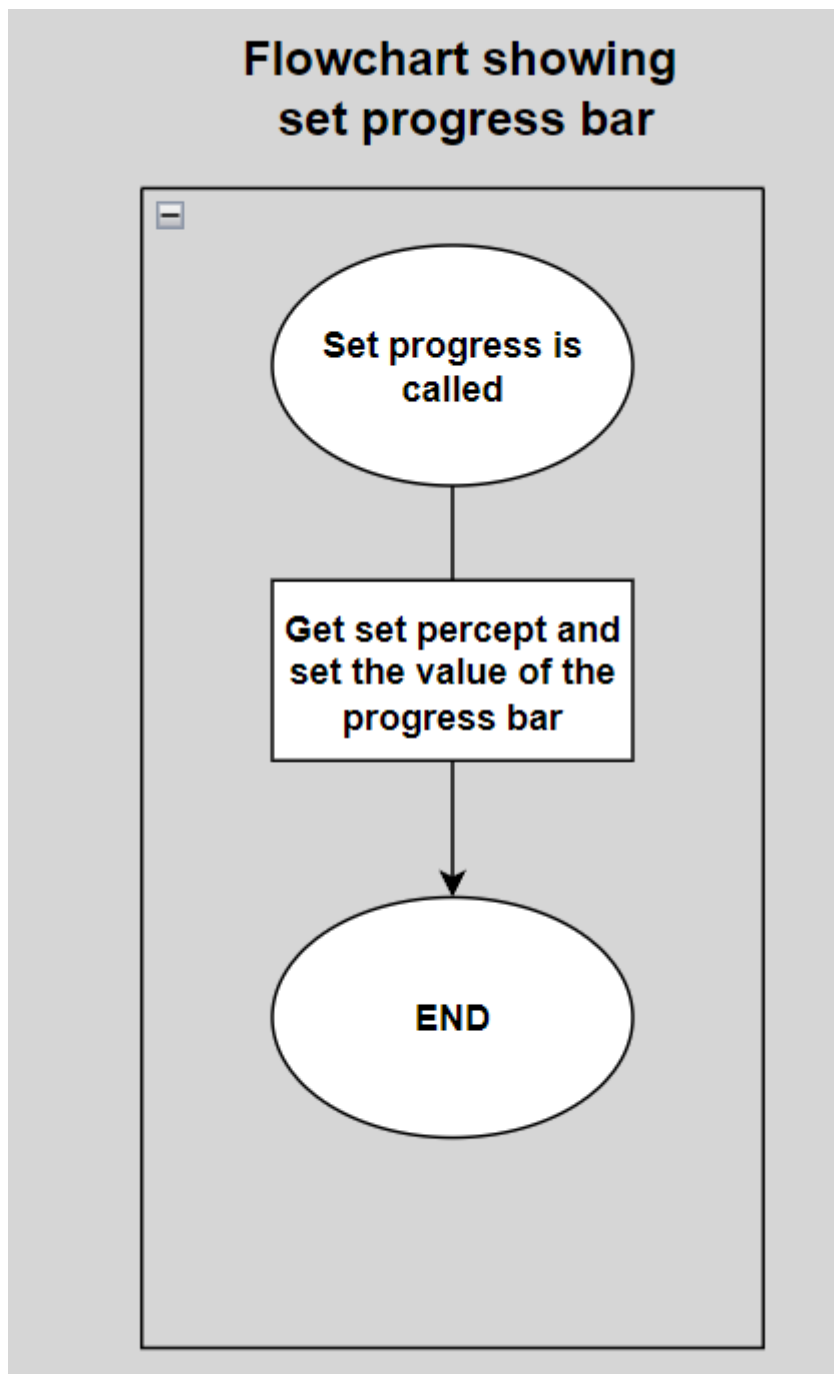 Flowchart showing
set progress bar
Set progress is
called
Get set percept and
set the value of the
progress bar
END